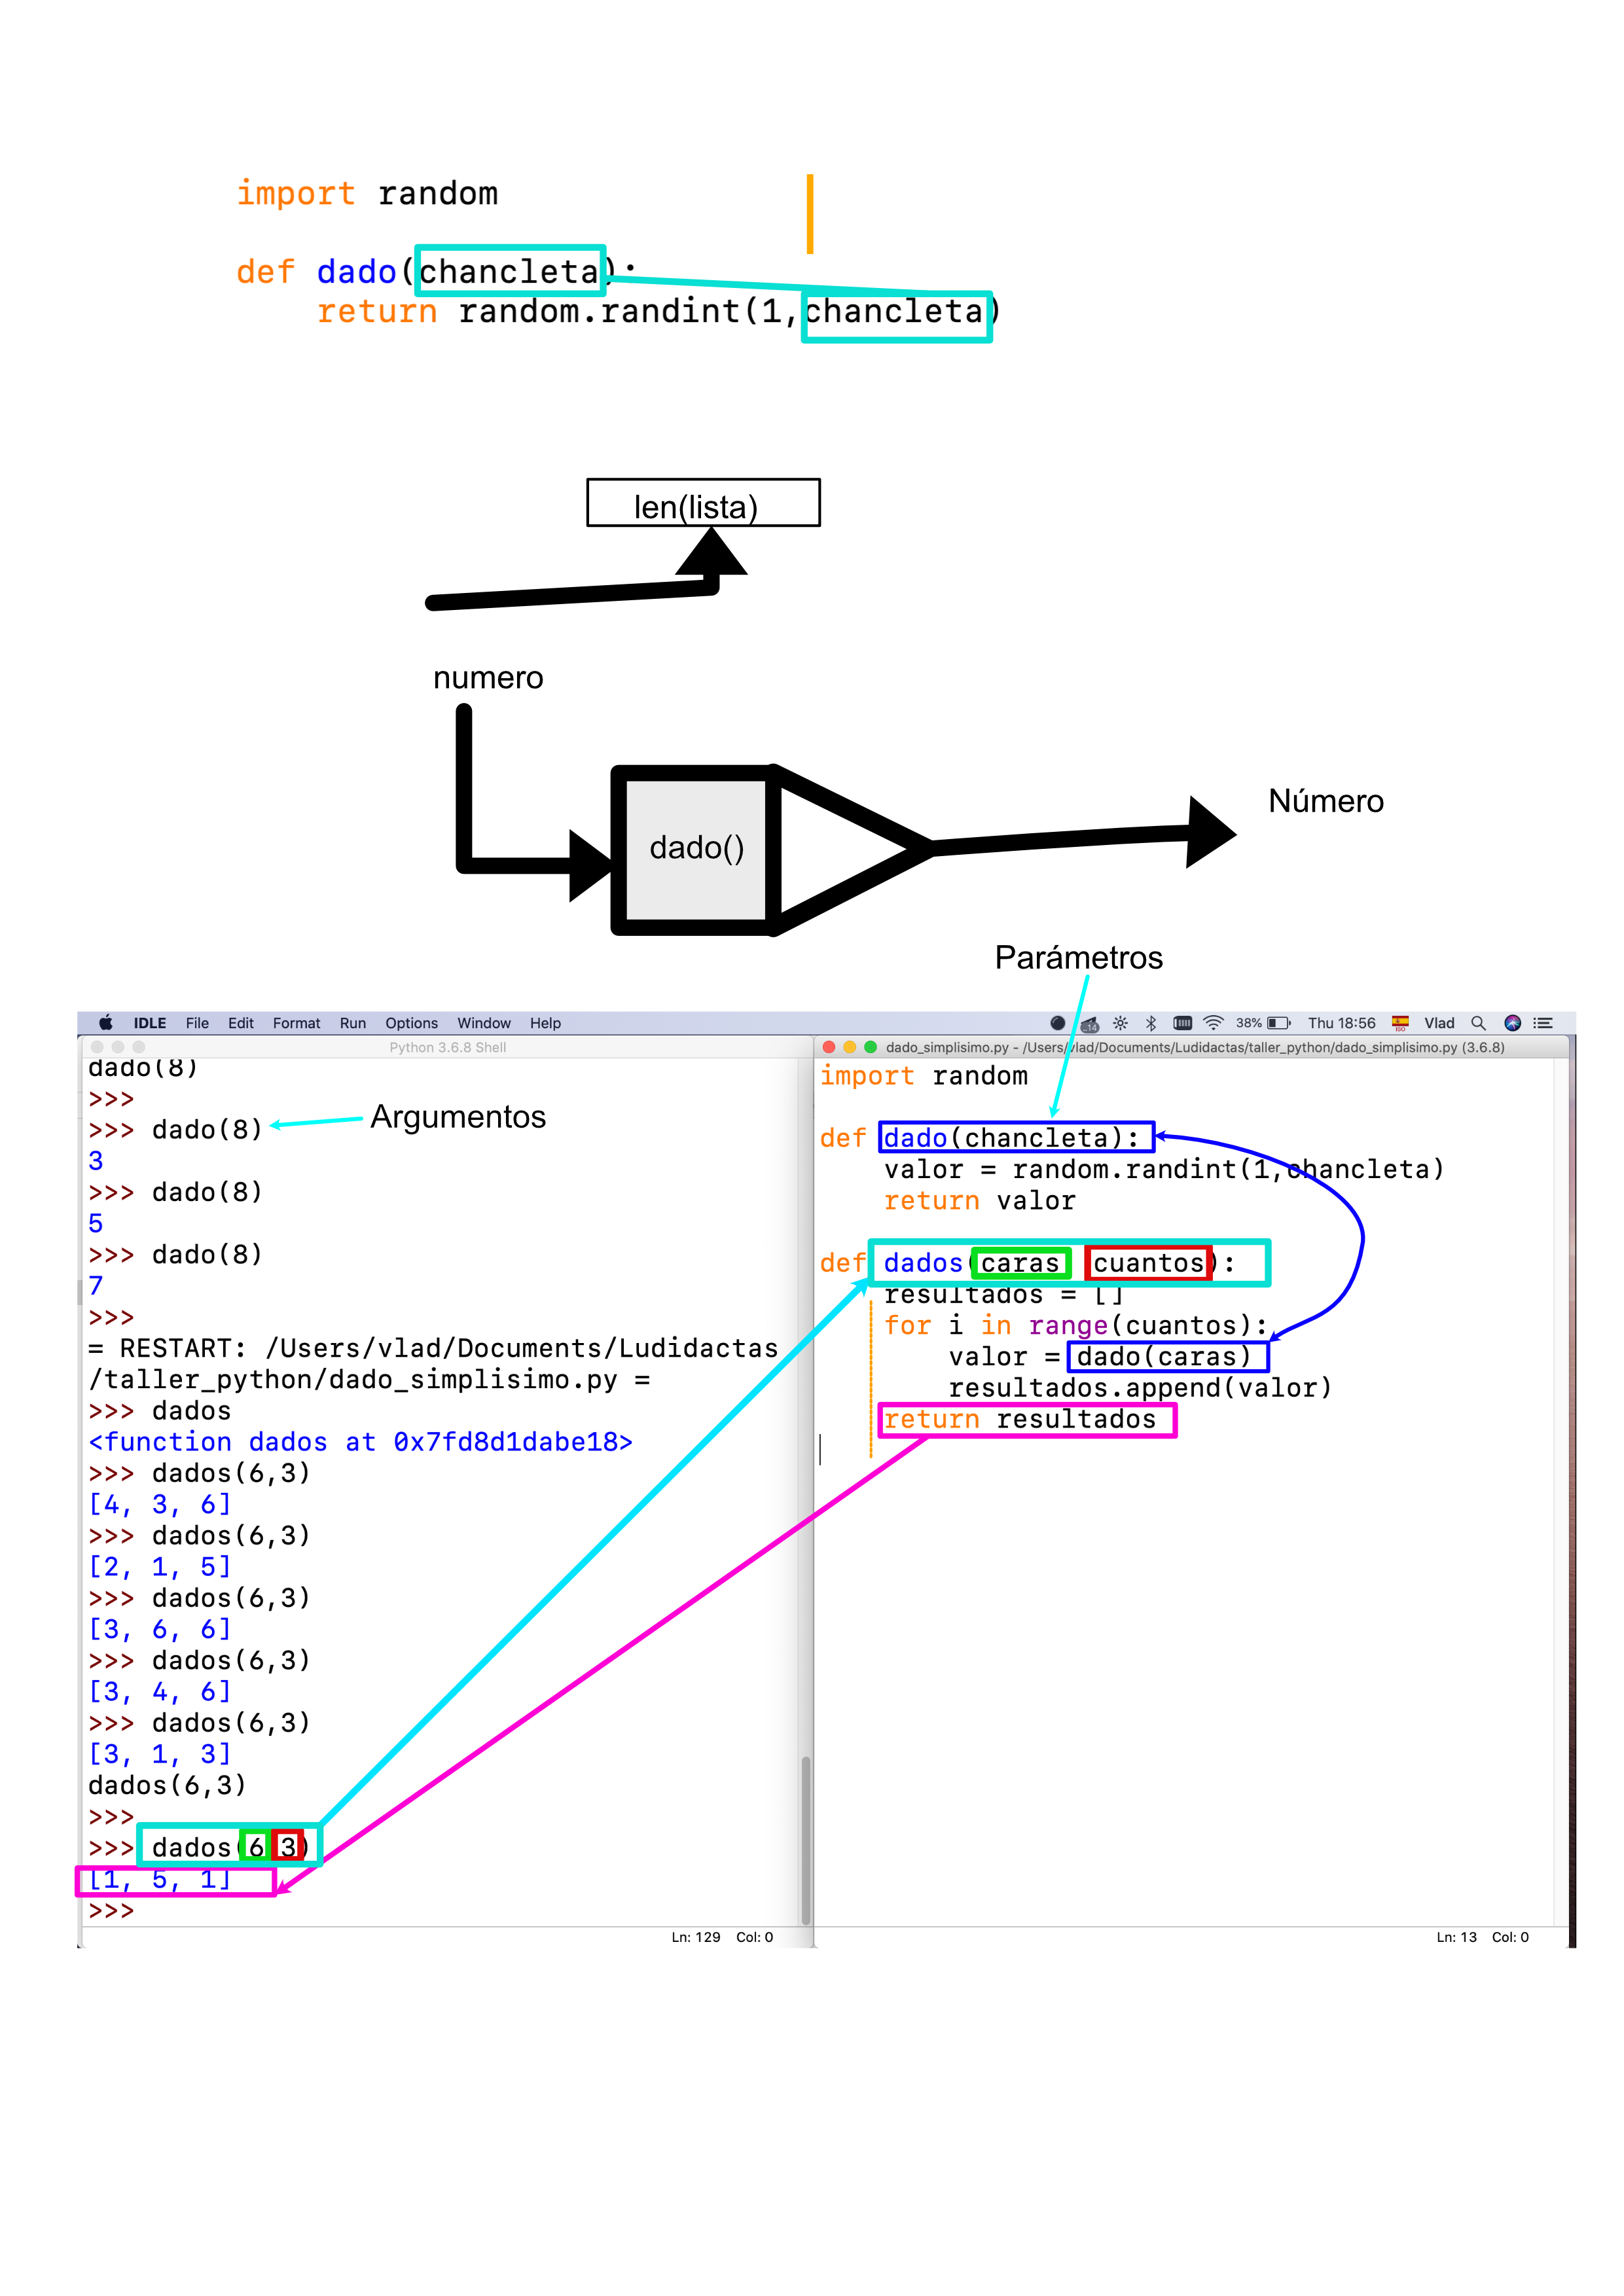 import random
def dado(chancleta):
    return random.randint(1,chancleta)
len(lista)
numero
dado()
Número
Parámetros
IDLE File Edit Format Run Options Window Help 38% Thu 18:56 ISO Vlad
Python 3.6.8 Shell
dado(8)
>>>
>>> dado(8)
Argumentos
3
>>> dado(8)
5
>>> dado(8)
7
>>>
= RESTART: /Users/vlad/Documents/Ludidactas
/taller_python/dado_simplisimo.py =
>>> dados
<function dados at 0x7fd8d1dabe18>
>>> dados(6,3)
[4, 3, 6]
>>> dados(6,3)
[2, 1, 5]
>>> dados(6,3)
[3, 6, 6]
>>> dados(6,3)
[3, 4, 6]
>>> dados(6,3)
[3, 1, 3]
dados(6,3)
>>>
>>> dados(6 3)
[1, 5, 1]
>>>
Ln: 129 Col: 0
dado_simplisimo.py - /Users/vlad/Documents/Ludidactas/taller_python/dado_simplisimo.py (3.6.8)
import random
def dado(chancleta):
    valor = random.randint(1,chancleta)
    return valor
def dados(caras cuantos):
    resultados = []
    for i in range(cuantos):
        valor = dado(caras)
        resultados.append(valor)
    return resultados
Ln: 13 Col: 0